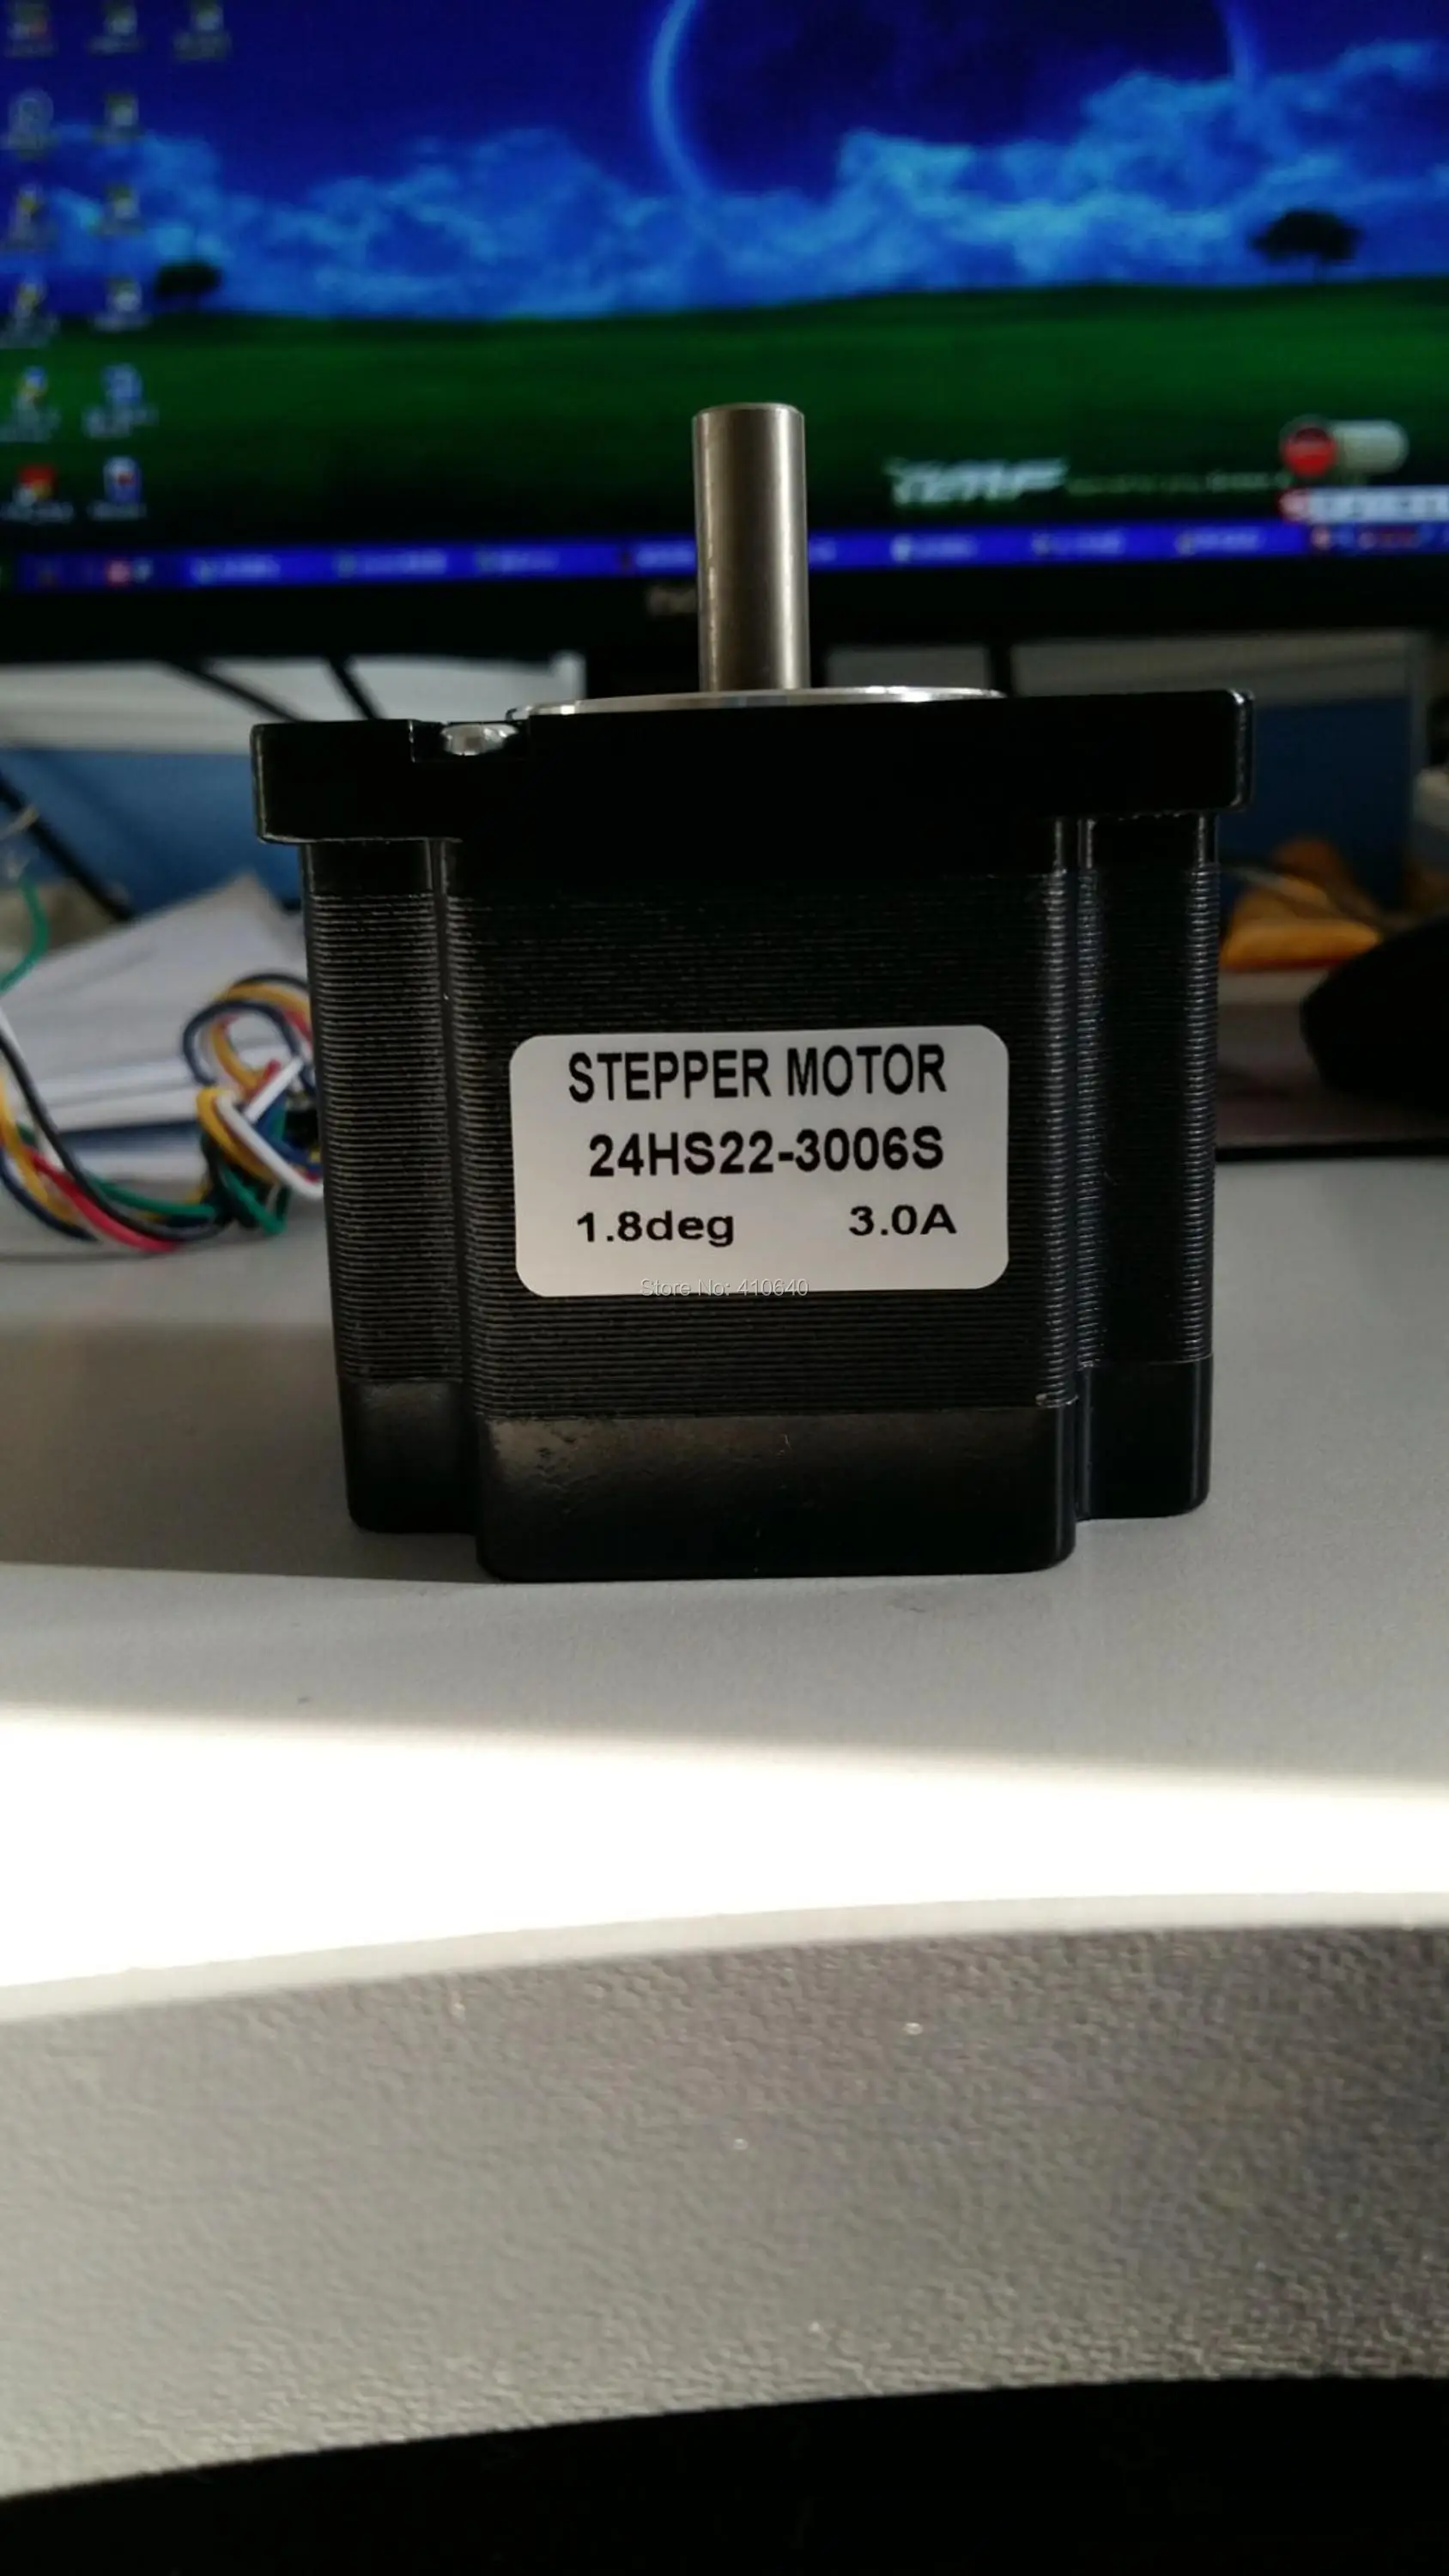 STEPPER MOTOR
24HS22-3006S
1.8deg 3.0A
Store No: 410640